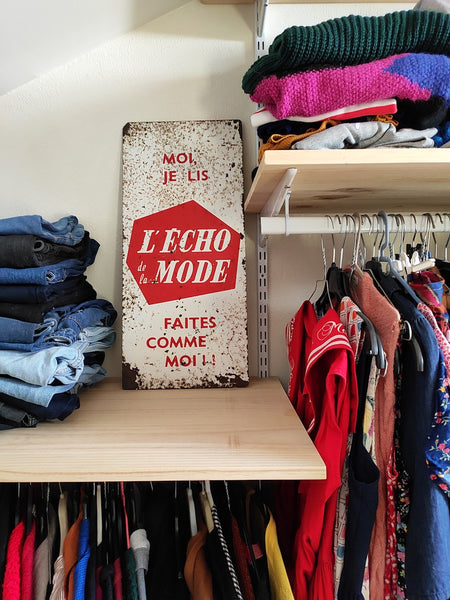 MOI,
JE LIS
L'ÉCHO
de la MODE
FAITES
COMME
MOI!!